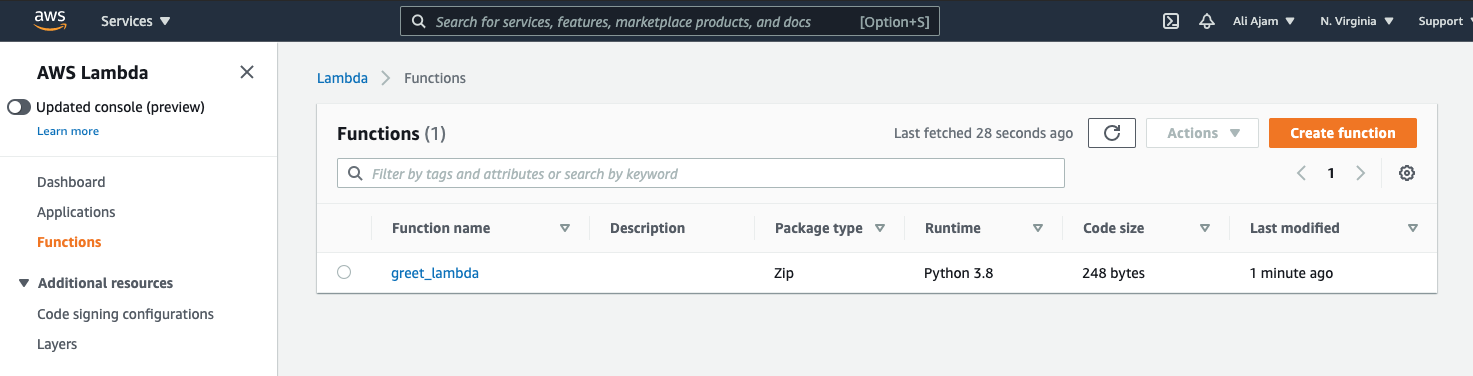 aws Services Search for services, features, marketplace products, and docs [Option+S] Ali Ajam N. Virginia Support
AWS Lambda
Updated console (preview)
Learn more
Dashboard
Applications
Functions
Additional resources
Code signing configurations
Layers
Lambda Functions
Functions (1) Last fetched 28 seconds ago Actions Create function
Filter by tags and attributes or search by keyword 1
Function name Description Package type Runtime Code size Last modified
greet_lambda Zip Python 3.8 248 bytes 1 minute ago